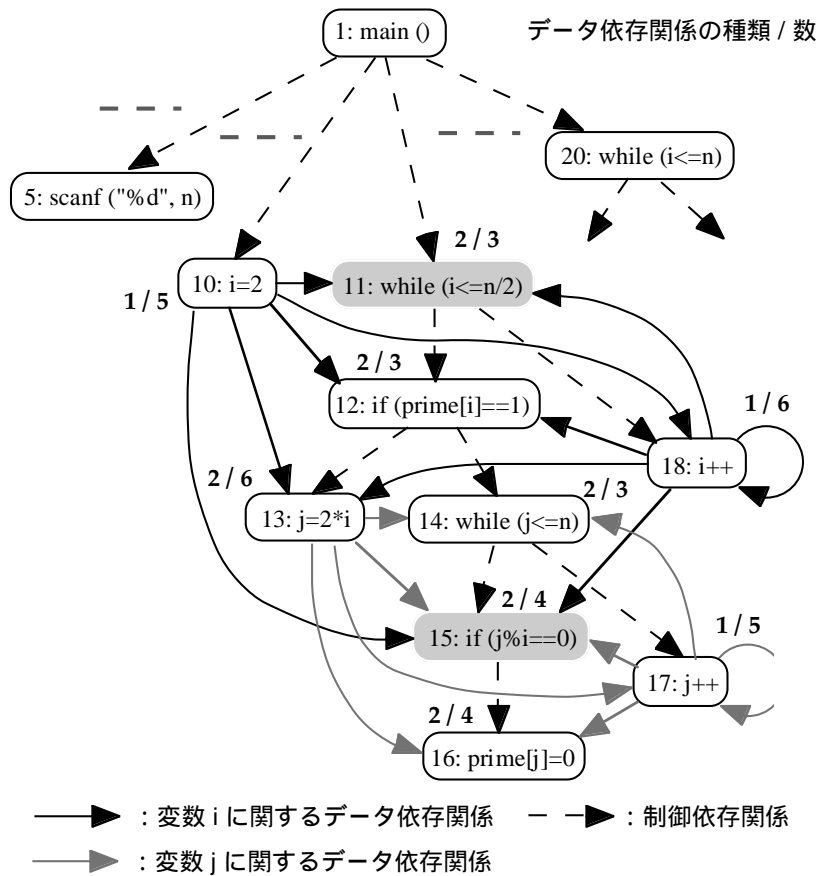 1: main ()
データ依存関係の種類 / 数
20: while (i<=n)
5: scanf ("%d", n)
2 / 3
10: i=2
11: while (i<=n/2)
1 / 5
2 / 3
12: if (prime[i]==1)
1 / 6
18: i++
2 / 6
2 / 3
13: j=2*i
14: while (j<=n)
2 / 4
15: if (j%i==0)
1 / 5
17: j++
2 / 4
16: prime[j]=0
: 変数 i に関するデータ依存関係
: 制御依存関係
: 変数 j に関するデータ依存関係